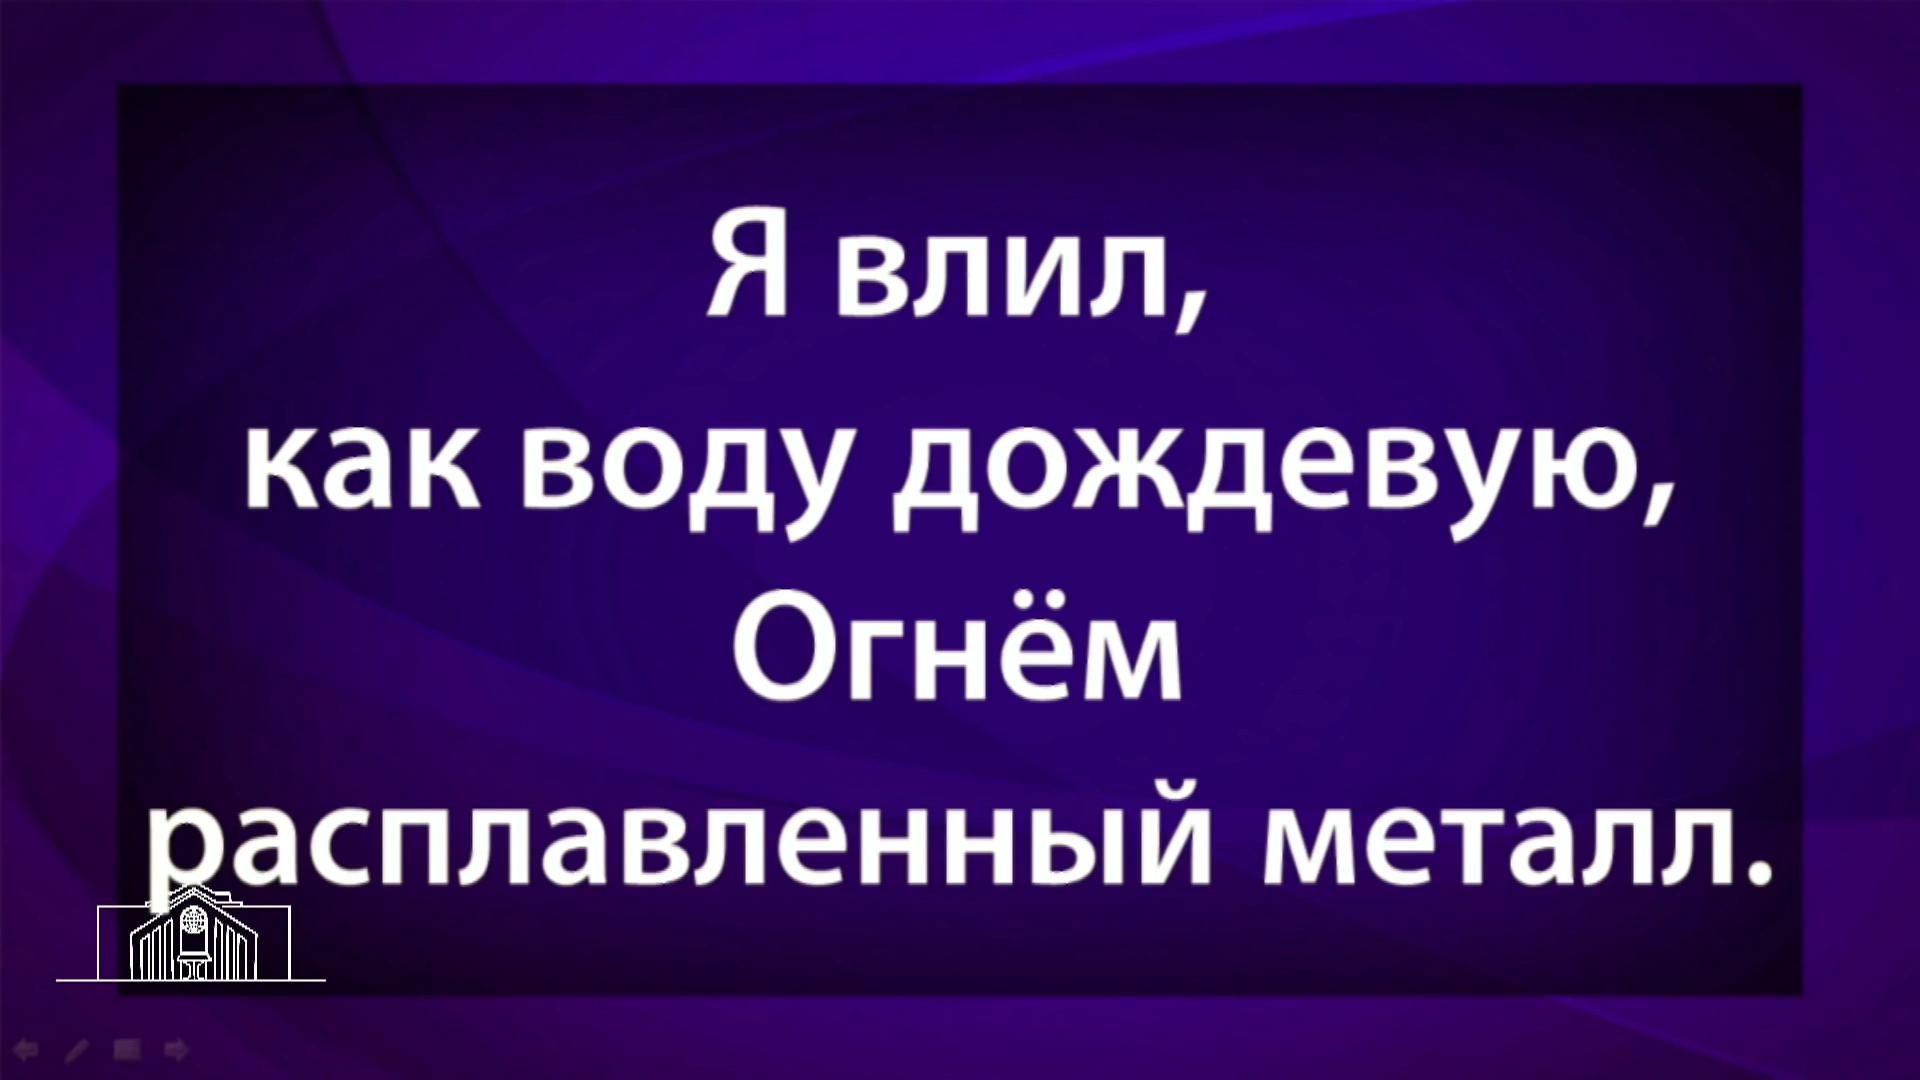 Я влил,
как воду дождевую,
Огнём
расплавленный металл.